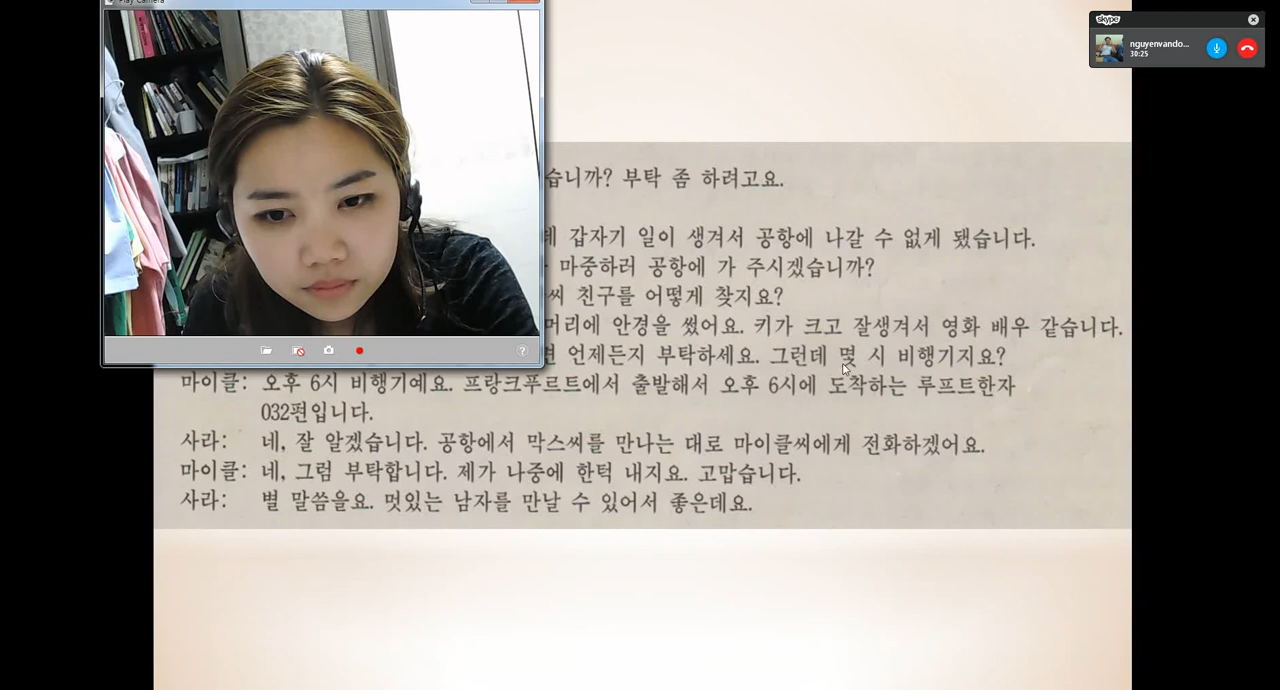 Play Camera
skype
nguyenvando...
30:25
습니까? 부탁 좀 하려고요.
데 갑자기 일이 생겨서 공항에 나갈 수 없게 됐습니다.
마중하러 공항에 가 주시겠습니까?
씨 친구를 어떻게 찾지요?
머리에 안경을 썼어요. 키가 크고 잘생겨서 영화 배우 같습니다.
면 언제든지 부탁하세요. 그런데 몇 시 비행기지요?
마이클: 오후 6시 비행기예요. 프랑크푸르트에서 출발해서 오후 6시에 도착하는 루프트한자
032편입니다.
사라: 네, 잘 알겠습니다. 공항에서 막스씨를 만나는 대로 마이클씨에게 전화하겠어요.
마이클: 네, 그럼 부탁합니다. 제가 나중에 한턱 내지요. 고맙습니다.
사라: 별 말씀을요. 멋있는 남자를 만날 수 있어서 좋은데요.